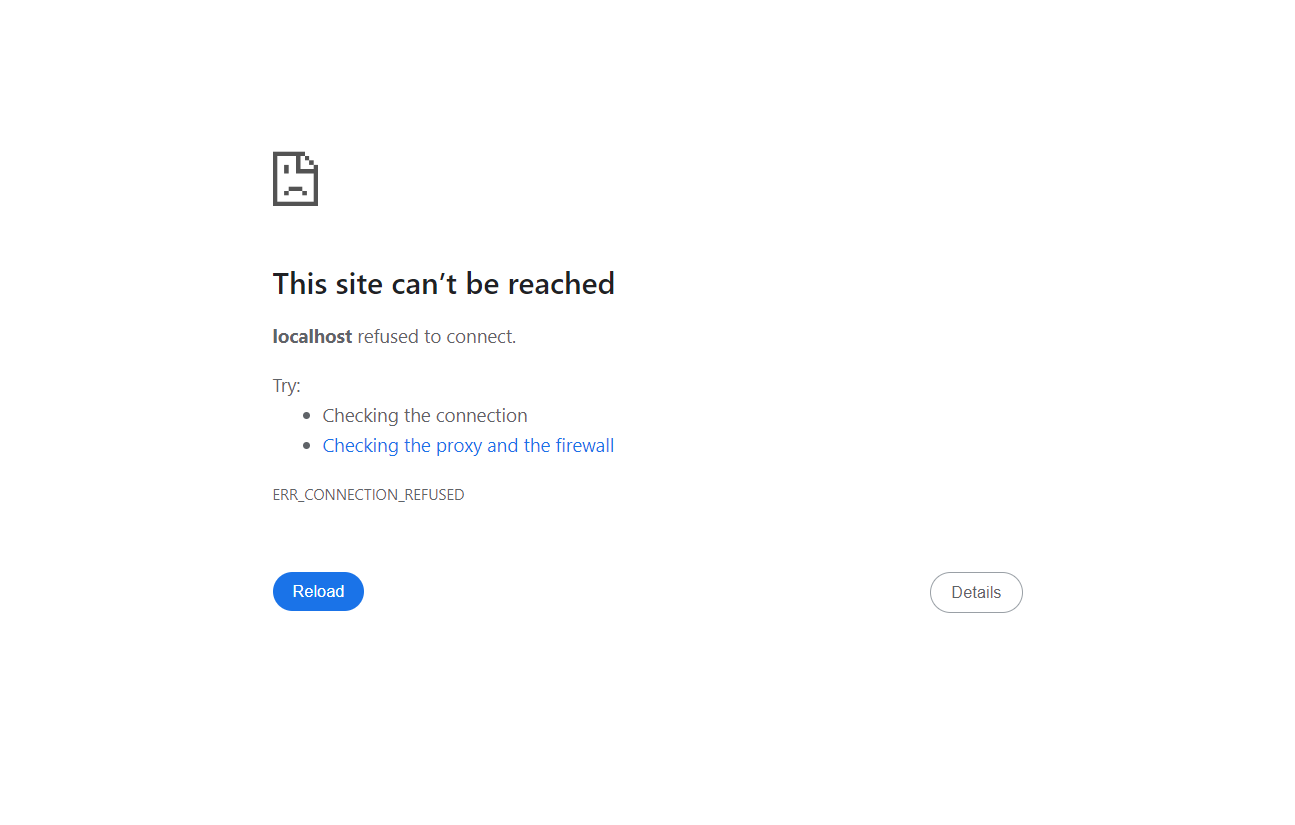 This site can’t be reached
localhost refused to connect.
Try:
Checking the connection
Checking the proxy and the firewall
ERR_CONNECTION_REFUSED
Reload
Details